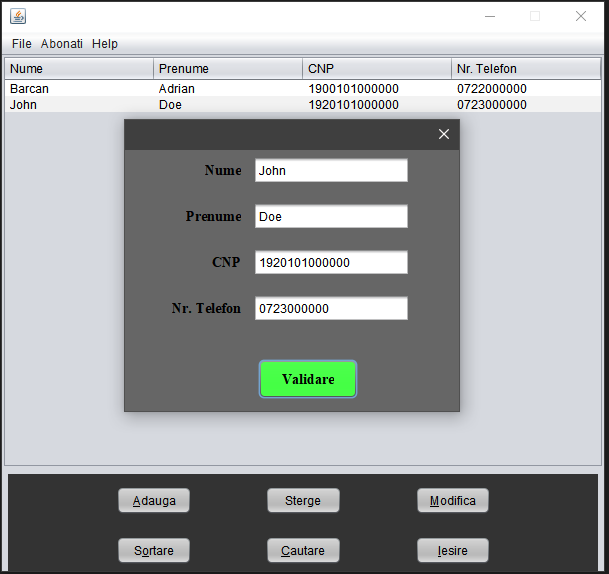 File Abonati Help
Nume Prenume CNP Nr. Telefon
Barcan Adrian 1900101000000 0722000000
John Doe 1920101000000 0723000000
Nume John
Prenume Doe
CNP 1920101000000
Nr. Telefon 0723000000
Validare
Adauga Sterge Modifica
Sortare Cautare Iesire